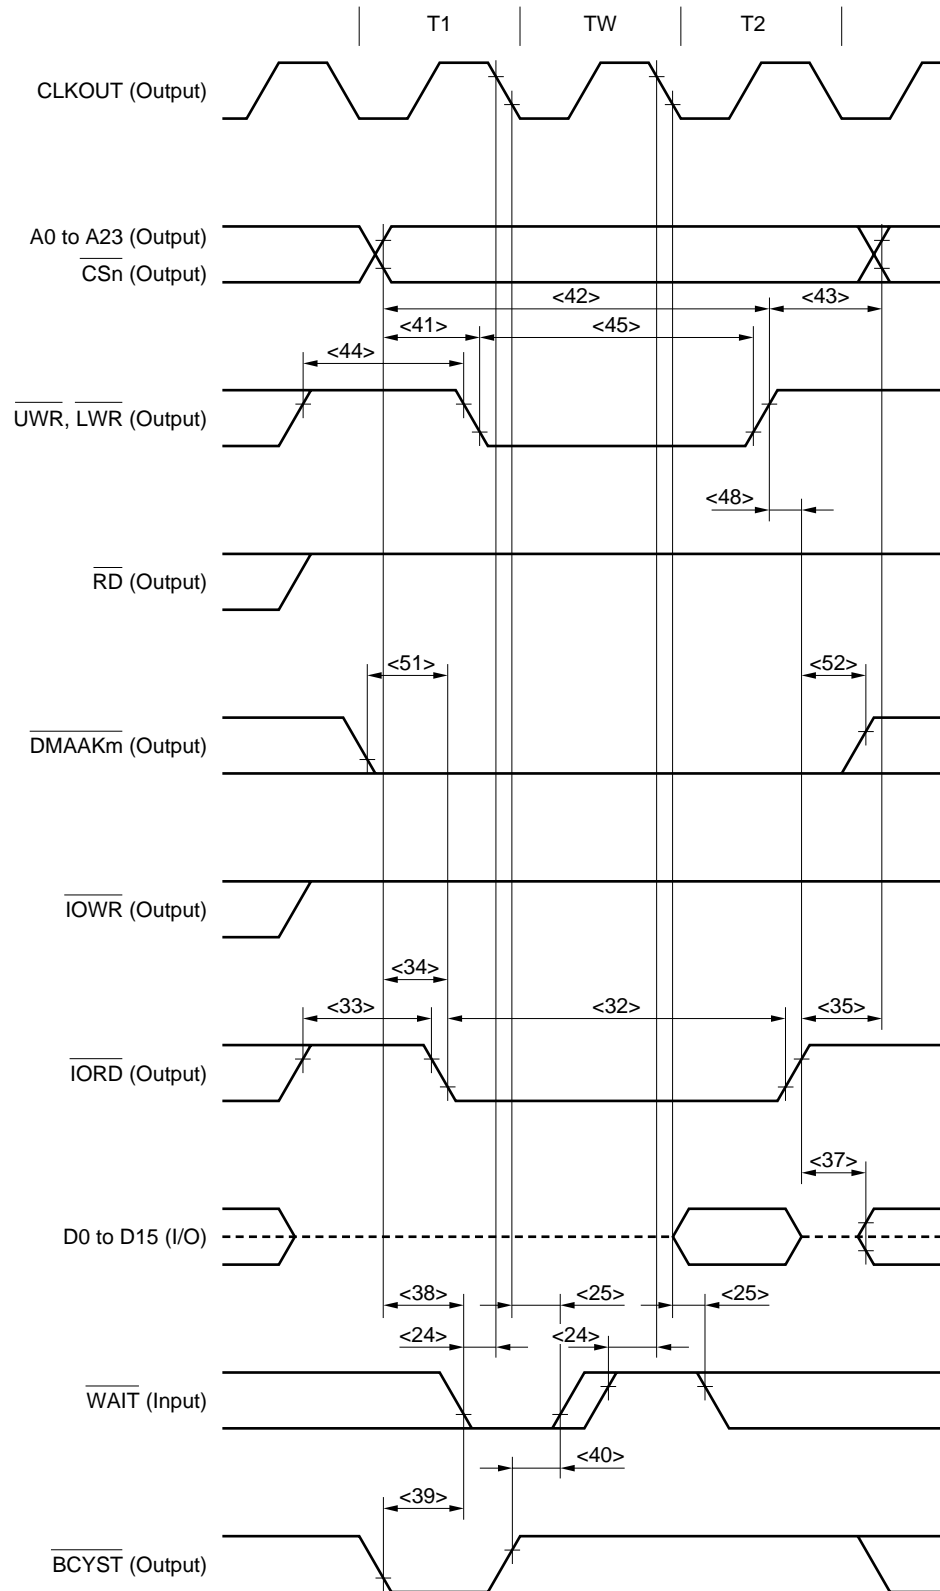 T1 TW T2
CLKOUT (Output)
A0 to A23 (Output)
CSn (Output)
<42> <43>
<41> <45>
<44>
UWR, LWR (Output)
<48>
RD (Output)
<51> <52>
DMAAKm (Output)
IOWR (Output)
<34>
<33> <32> <35>
IORD (Output)
<37>
D0 to D15 (I/O)
<38> <25> <25>
<24> <24>
WAIT (Input)
<40>
<39>
BCYST (Output)